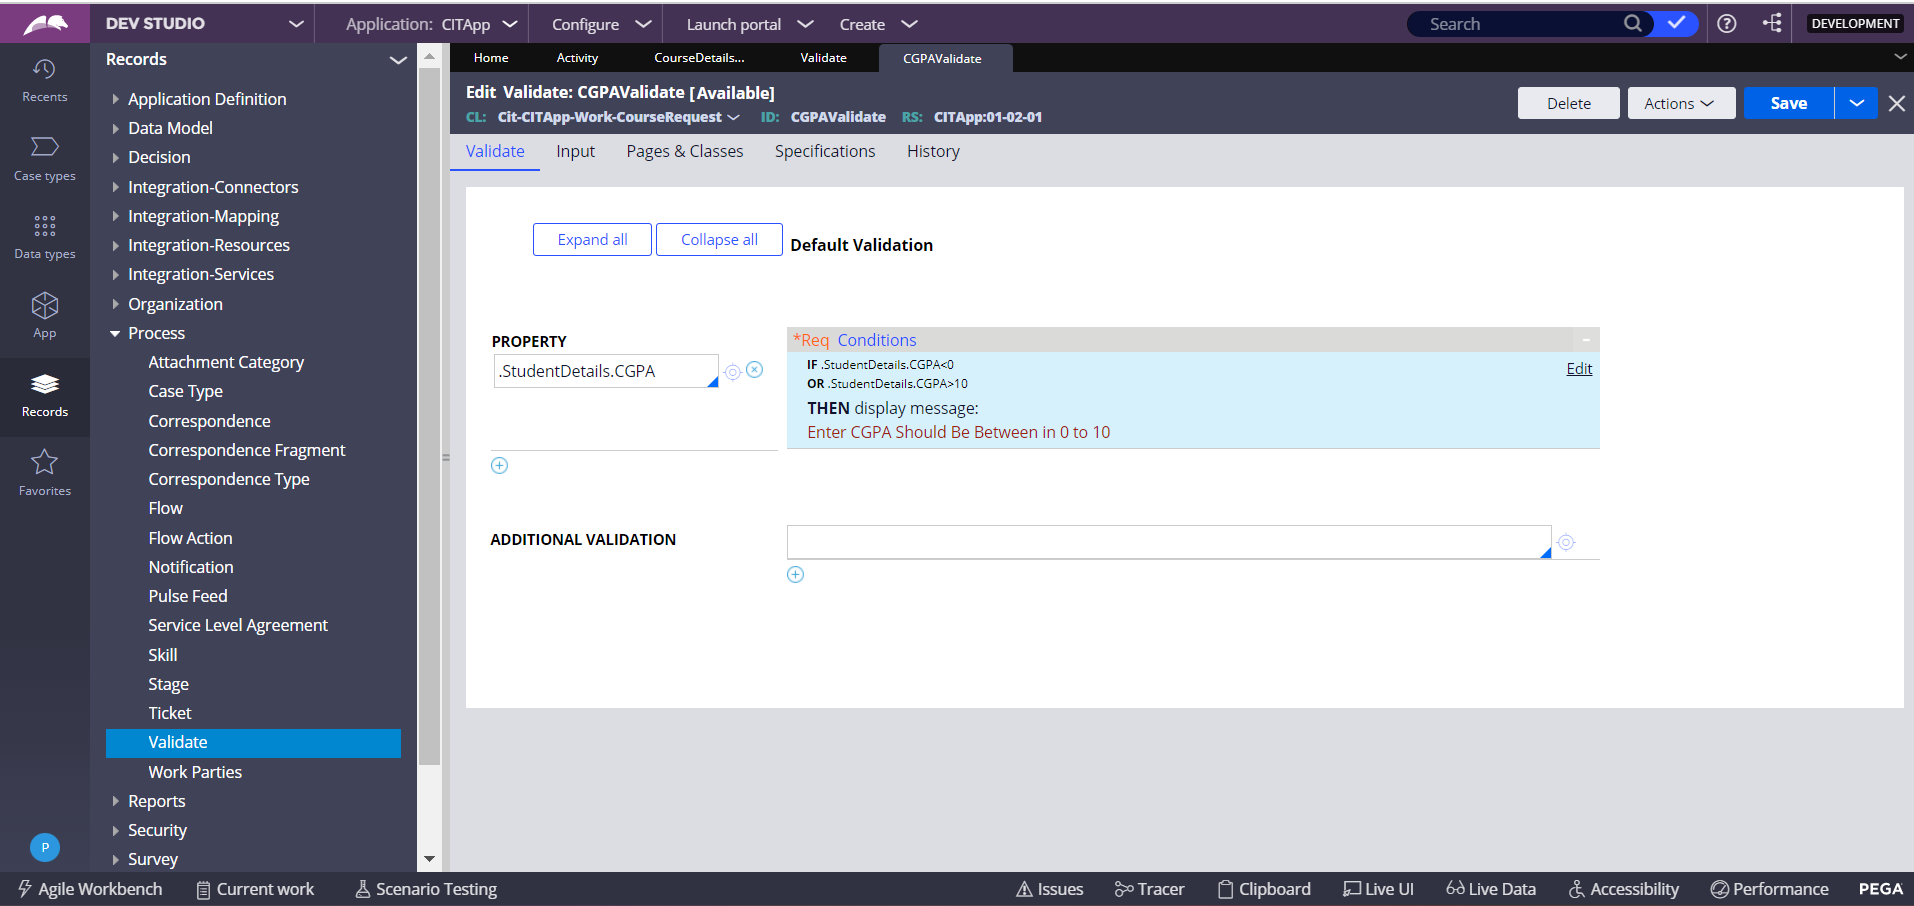 DEV STUDIO
Application: CITApp
Configure
Launch portal
Create
Search
DEVELOPMENT
Recents
Case types
Data types
App
Records
Favorites
P
Records
Application Definition
Data Model
Decision
Integration-Connectors
Integration-Mapping
Integration-Resources
Integration-Services
Organization
Process
Attachment Category
Case Type
Correspondence
Correspondence Fragment
Correspondence Type
Flow
Flow Action
Notification
Pulse Feed
Service Level Agreement
Skill
Stage
Ticket
Validate
Work Parties
Reports
Security
Survey
Home
Activity
CourseDetails...
Validate
CGPAValidate
Edit Validate: CGPAValidate [Available]
CL: Cit-CITApp-Work-CourseRequest ID: CGPAValidate RS: CITApp:01-02-01
Delete
Actions
Save
Validate
Input
Pages & Classes
Specifications
History
Expand all
Collapse all
Default Validation
PROPERTY
.StudentDetails.CGPA
*Req Conditions
IF .StudentDetails.CGPA<0
OR .StudentDetails.CGPA>10
THEN display message:
Enter CGPA Should Be Between in 0 to 10
Edit
ADDITIONAL VALIDATION
Agile Workbench
Current work
Scenario Testing
Issues
Tracer
Clipboard
Live UI
Live Data
Accessibility
Performance
PEGA